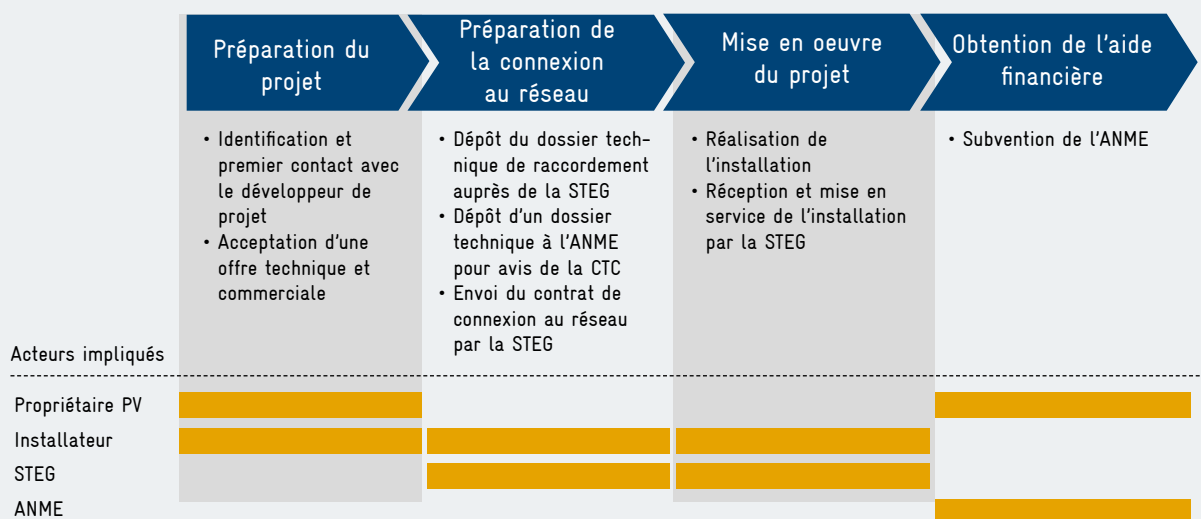 Préparation du
projet
Préparation de
la connexion
au réseau
Mise en oeuvre
du projet
Obtention de l'aide
financière
• Identification et
premier contact avec
le développeur de
projet
• Acceptation d'une
offre technique et
commerciale
• Dépôt du dossier tech-
nique de raccordement
auprès de la STEG
• Dépôt d'un dossier
technique à l'ANME
pour avis de la CTC
• Envoi du contrat de
connexion au réseau
par la STEG
• Réalisation de
l'installation
• Réception et mise en
service de l'installation
par la STEG
• Subvention de l'ANME
Acteurs impliqués
Propriétaire PV
Installateur
STEG
ANME